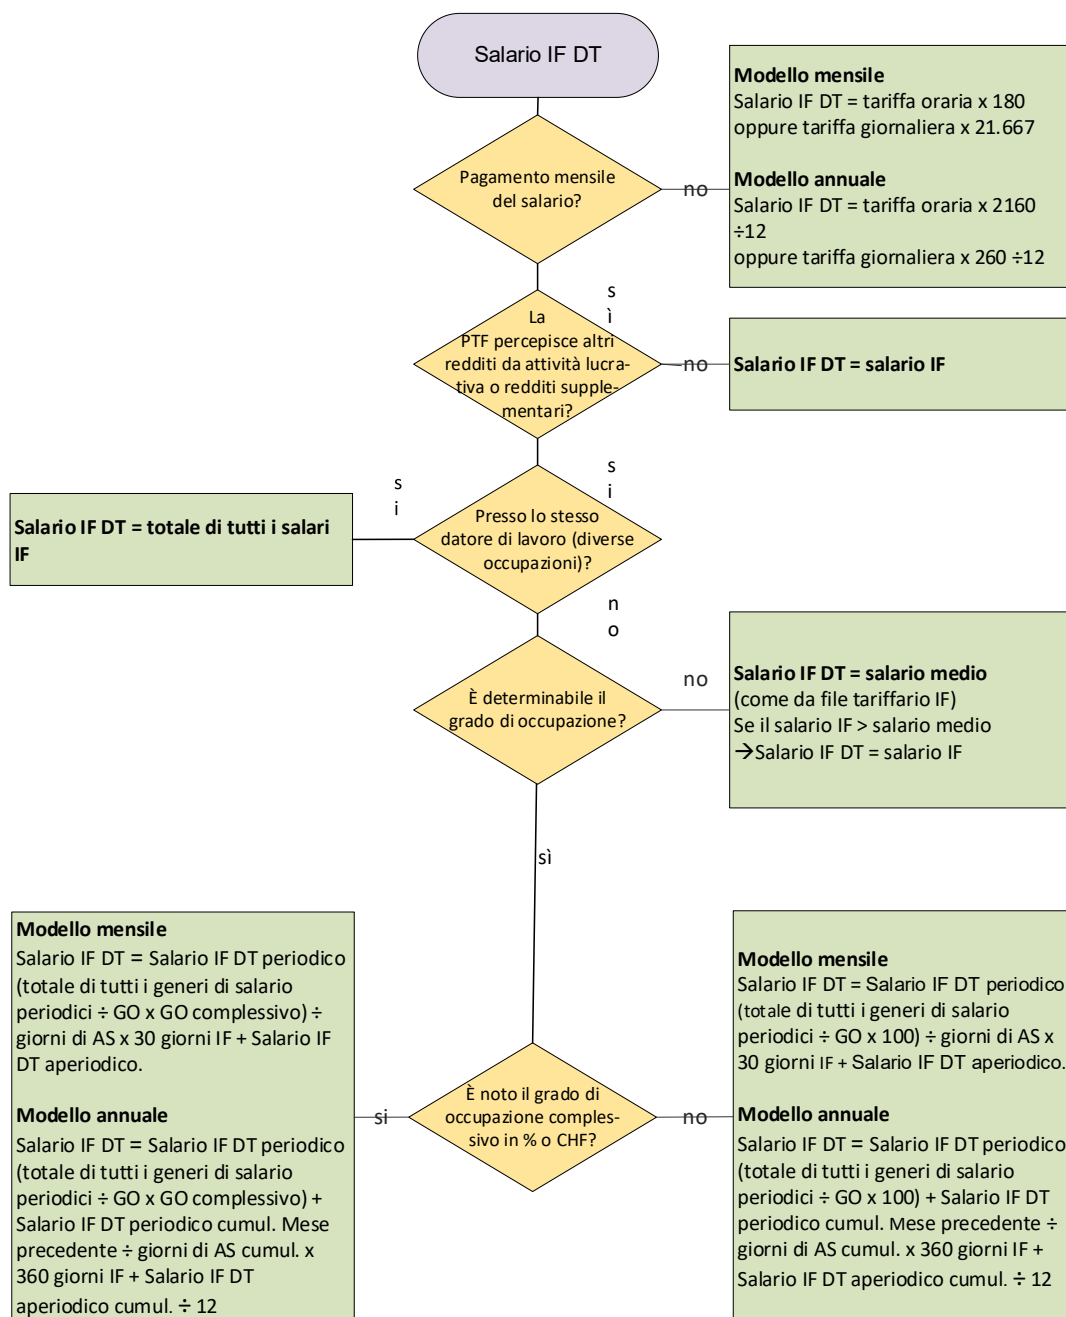 Salario IF DT
Modello mensile
Salario IF DT = tariffa oraria x 180
oppure tariffa giornaliera x 21.667
Modello annuale
Salario IF DT = tariffa oraria x 2160
÷12
oppure tariffa giornaliera x 260 ÷12
Pagamento mensile
del salario?
no
s
ì
La
PTF percepisce altri
redditi da attività lucra-
tiva o redditi supple-
mentari?
no
Salario IF DT = salario IF
s
i
s
i
Salario IF DT = totale di tutti i salari
IF
Presso lo stesso
datore di lavoro (diverse
occupazioni)?
n
o
È determinabile il
grado di occupazione?
no
Salario IF DT = salario medio
(come da file tariffario IF)
Se il salario IF > salario medio
→Salario IF DT = salario IF
sì
Modello mensile
Salario IF DT = Salario IF DT periodico
(totale di tutti i generi di salario
periodici ÷ GO x GO complessivo) ÷
giorni di AS x 30 giorni IF + Salario IF
DT aperiodico.
Modello annuale
Salario IF DT = Salario IF DT periodico
(totale di tutti i generi di salario
periodici ÷ GO x GO complessivo) +
Salario IF DT periodico cumul. Mese
precedente ÷ giorni di AS cumul. x
360 giorni IF + Salario IF DT
aperiodico cumul. ÷ 12
si
È noto il grado di
occupazione comples-
sivo in % o CHF?
no
Modello mensile
Salario IF DT = Salario IF DT periodico
(totale di tutti i generi di salario
periodici ÷ GO x 100) ÷ giorni di AS x
30 giorni IF + Salario IF DT aperiodico.
Modello annuale
Salario IF DT = Salario IF DT periodico
(totale di tutti i generi di salario
periodici ÷ GO x 100) + Salario IF DT
periodico cumul. Mese precedente ÷
giorni di AS cumul. x 360 giorni IF +
Salario IF DT aperiodico cumul. ÷ 12